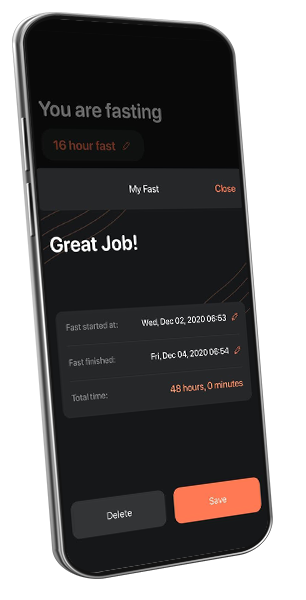 You are fasting
16 hour fast
My Fast Close
Great Job!
Fast started at: Wed, Dec 02, 2020 06:53
Fast finished: Fri, Dec 04, 2020 06:54
Total time: 48 hours, 0 minutes
Delete Save